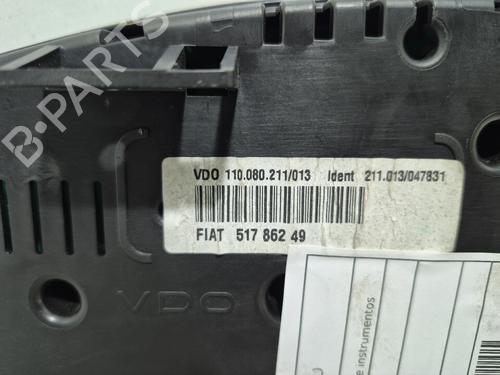 B-PARTS
VDO 110.080.211/013 Ident 211.013/047831
FIAT 517 862 49
VDO
e instrumentos